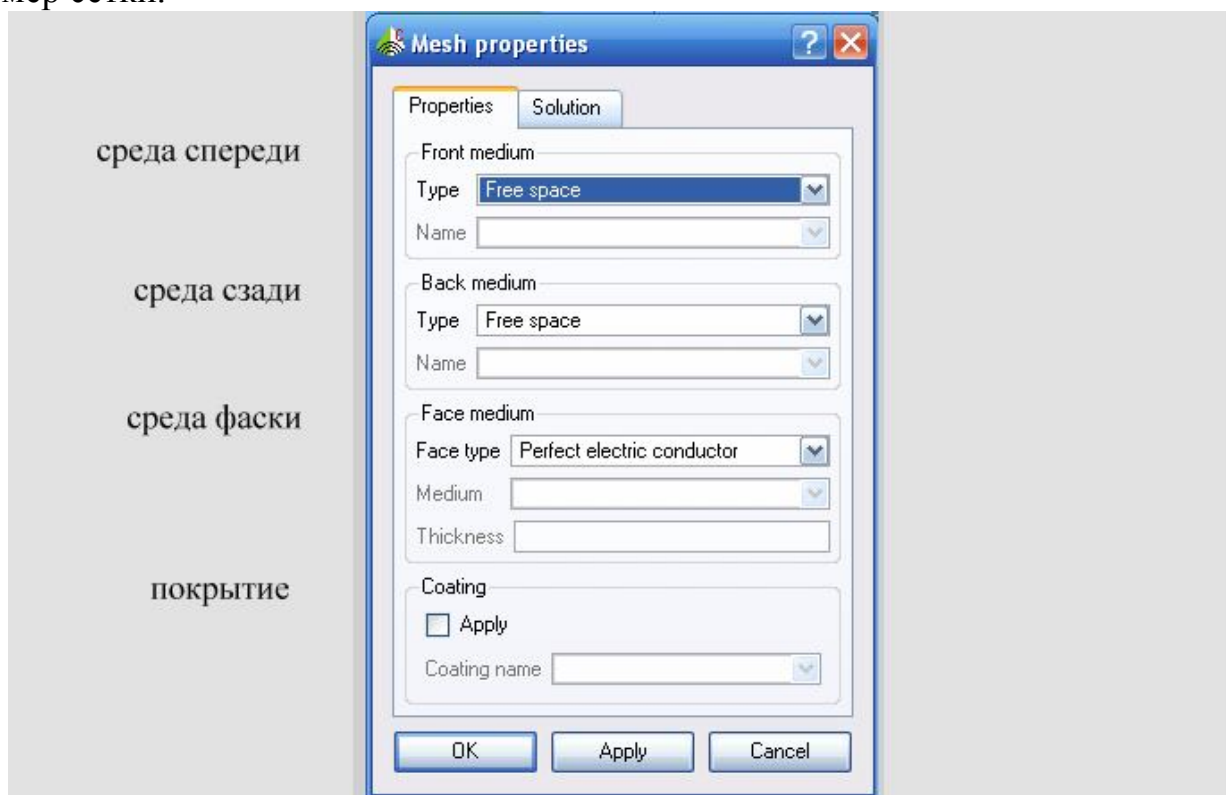 мер сетки.
Mesh properties
Properties Solution
среда спереди
Front medium
Type Free space
Name
среда сзади
Back medium
Type Free space
Name
среда фаски
Face medium
Face type Perfect electric conductor
Medium
Thickness
покрытие
Coating
Apply
Coating name
OK Apply Cancel